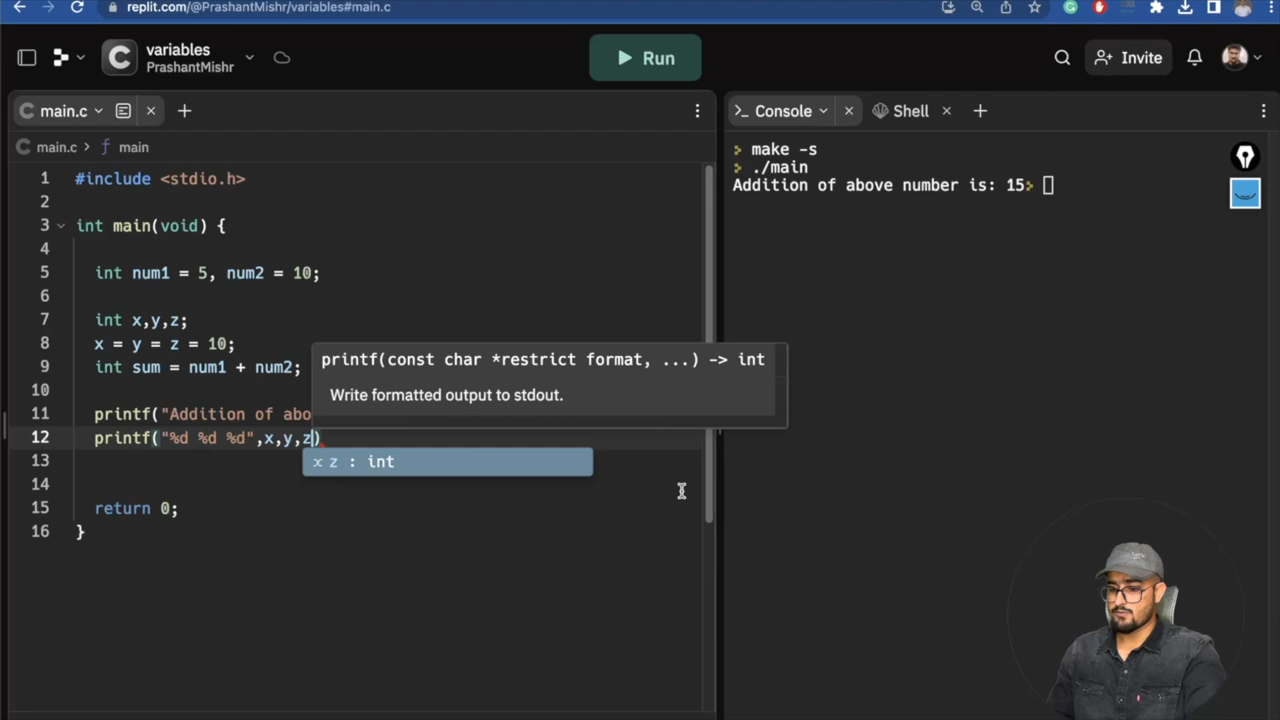 replit.com/@PrashantMishr/variables#main.c
variables
PrashantMishr
Run
Invite
main.c
Console
Shell
main.c > main
make -s
./main
Addition of above number is: 15
1 #include <stdio.h>
2
3 int main(void) {
4
5 int num1 = 5, num2 = 10;
6
7 int x,y,z;
8 x = y = z = 10;
9 int sum = num1 + num2;
10
11 printf("Addition of abo
12 printf("%d %d %d",x,y,z)
13
14
15 return 0;
16 }
printf(const char *restrict format, ...) -> int
Write formatted output to stdout.
x z : int